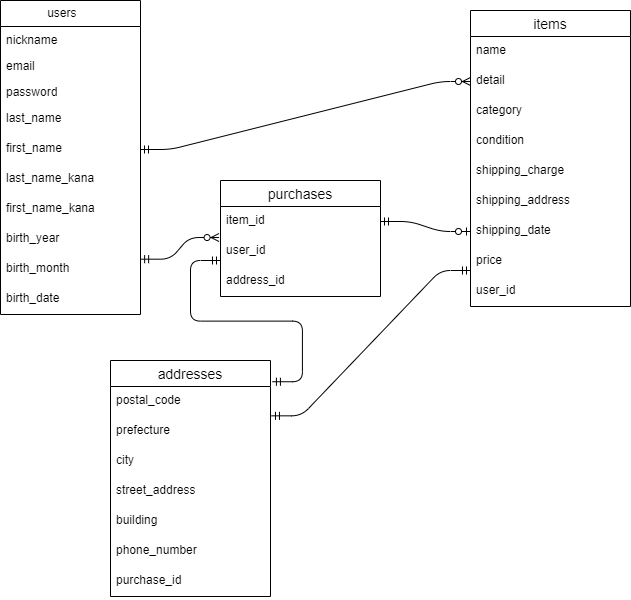 users
nickname
email
password
last_name
first_name
last_name_kana
first_name_kana
birth_year
birth_month
birth_date
items
name
detail
category
condition
shipping_charge
shipping_address
shipping_date
price
user_id
purchases
item_id
user_id
address_id
addresses
postal_code
prefecture
city
street_address
building
phone_number
purchase_id